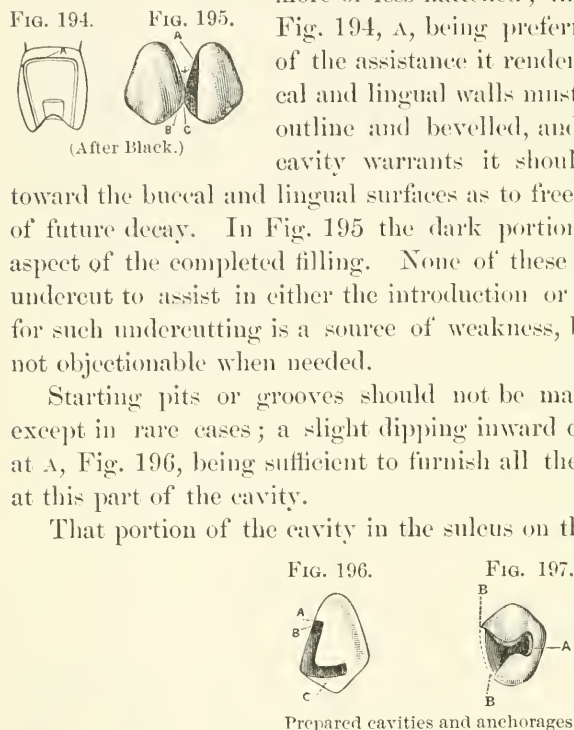 FIG. 194.
FIG. 195.
A
A
B C
(After Black.)
Fig. 194, A, being preferr
of the assistance it render
cal and lingual walls must
outline and bevelled, and
cavity warrants it shoul
toward the buccal and lingual surfaces as to free
of future decay. In Fig. 195 the dark portion
aspect of the completed filling. None of these
undercut to assist in either the introduction or
for such undercutting is a source of weakness, b
not objectionable when needed.
Starting pits or grooves should not be ma
except in rare cases; a slight dipping inward o
at A, Fig. 196, being sufficient to furnish all the
at this part of the cavity.
That portion of the cavity in the sulcus on th
FIG. 196.
FIG. 197.
A
B
C
B
A
B
Prepared cavities and anchorages